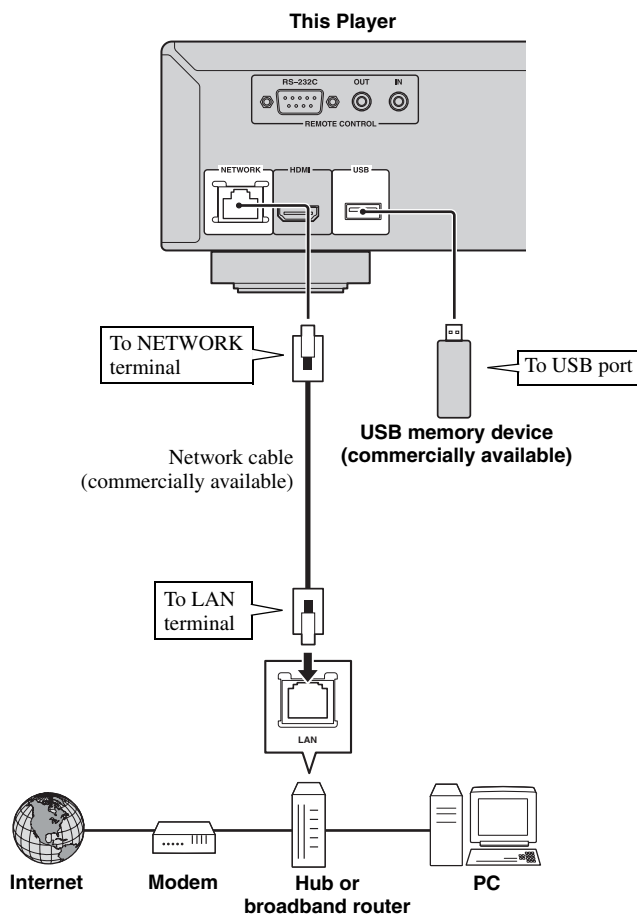 This Player
RS–232C
OUT
IN
REMOTE CONTROL
NETWORK
HDMI
USB
To NETWORK
terminal
To USB port
USB memory device
(commercially available)
Network cable
(commercially available)
To LAN
terminal
LAN
Internet
Modem
Hub or
broadband router
PC